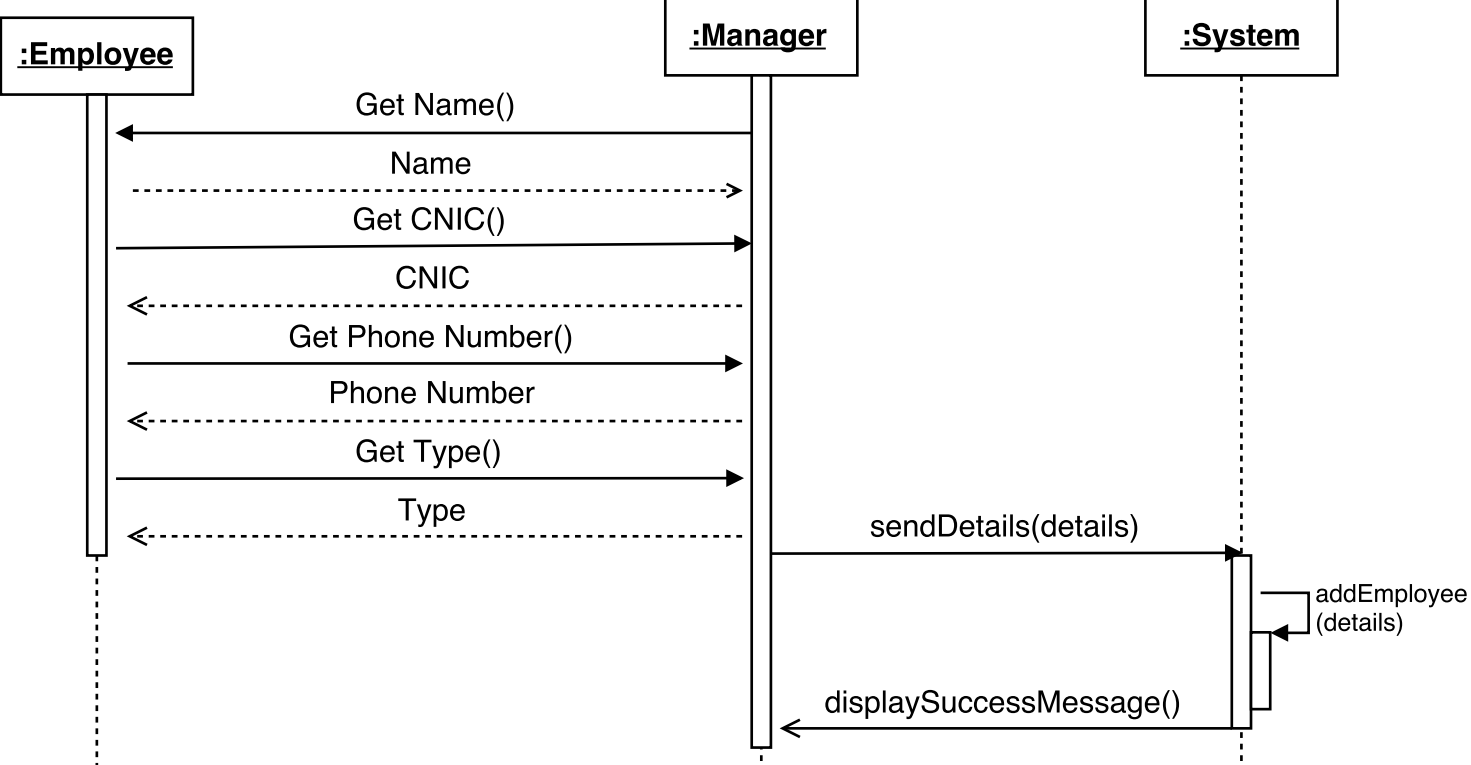 :Employee
:Manager
:System
Get Name()
Name
Get CNIC()
CNIC
Get Phone Number()
Phone Number
Get Type()
Type
sendDetails(details)
addEmployee
(details)
displaySuccessMessage()